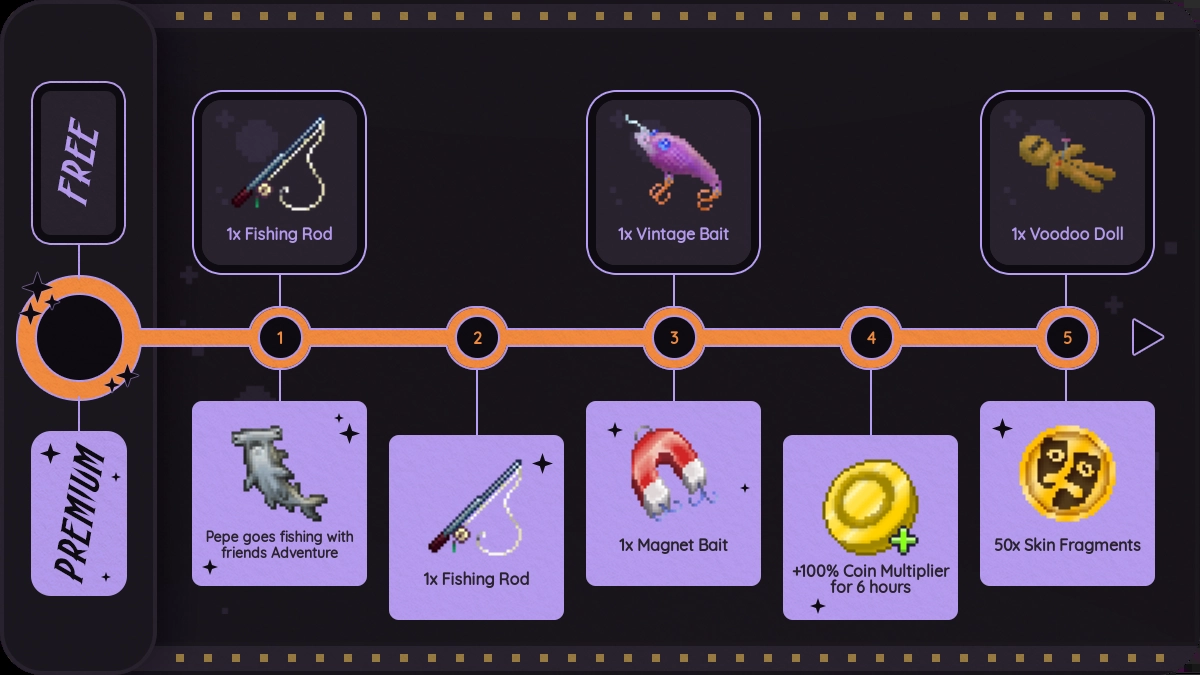 FREE
1x Fishing Rod
1x Vintage Bait
1x Voodoo Doll
1
2
3
4
5
PREMIUM
Pepe goes fishing with
friends Adventure
1x Fishing Rod
1x Magnet Bait
+100% Coin Multiplier
for 6 hours
50x Skin Fragments